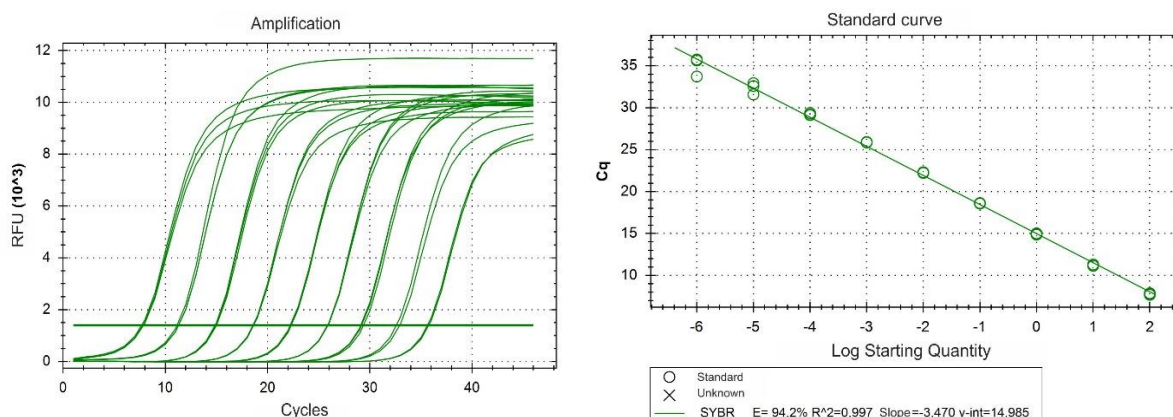 Amplification
12
10
8
6
4
2
0
RFU (10^3)
0 10 20 30 40
Cycles
Standard curve
35
30
25
20
15
10
Cq
-6 -5 -4 -3 -2 -1 0 1 2
Log Starting Quantity
Standard
Unknown
SYBR E= 94.2% R^2=0.997 Slope=-3.470 y-int=14.985